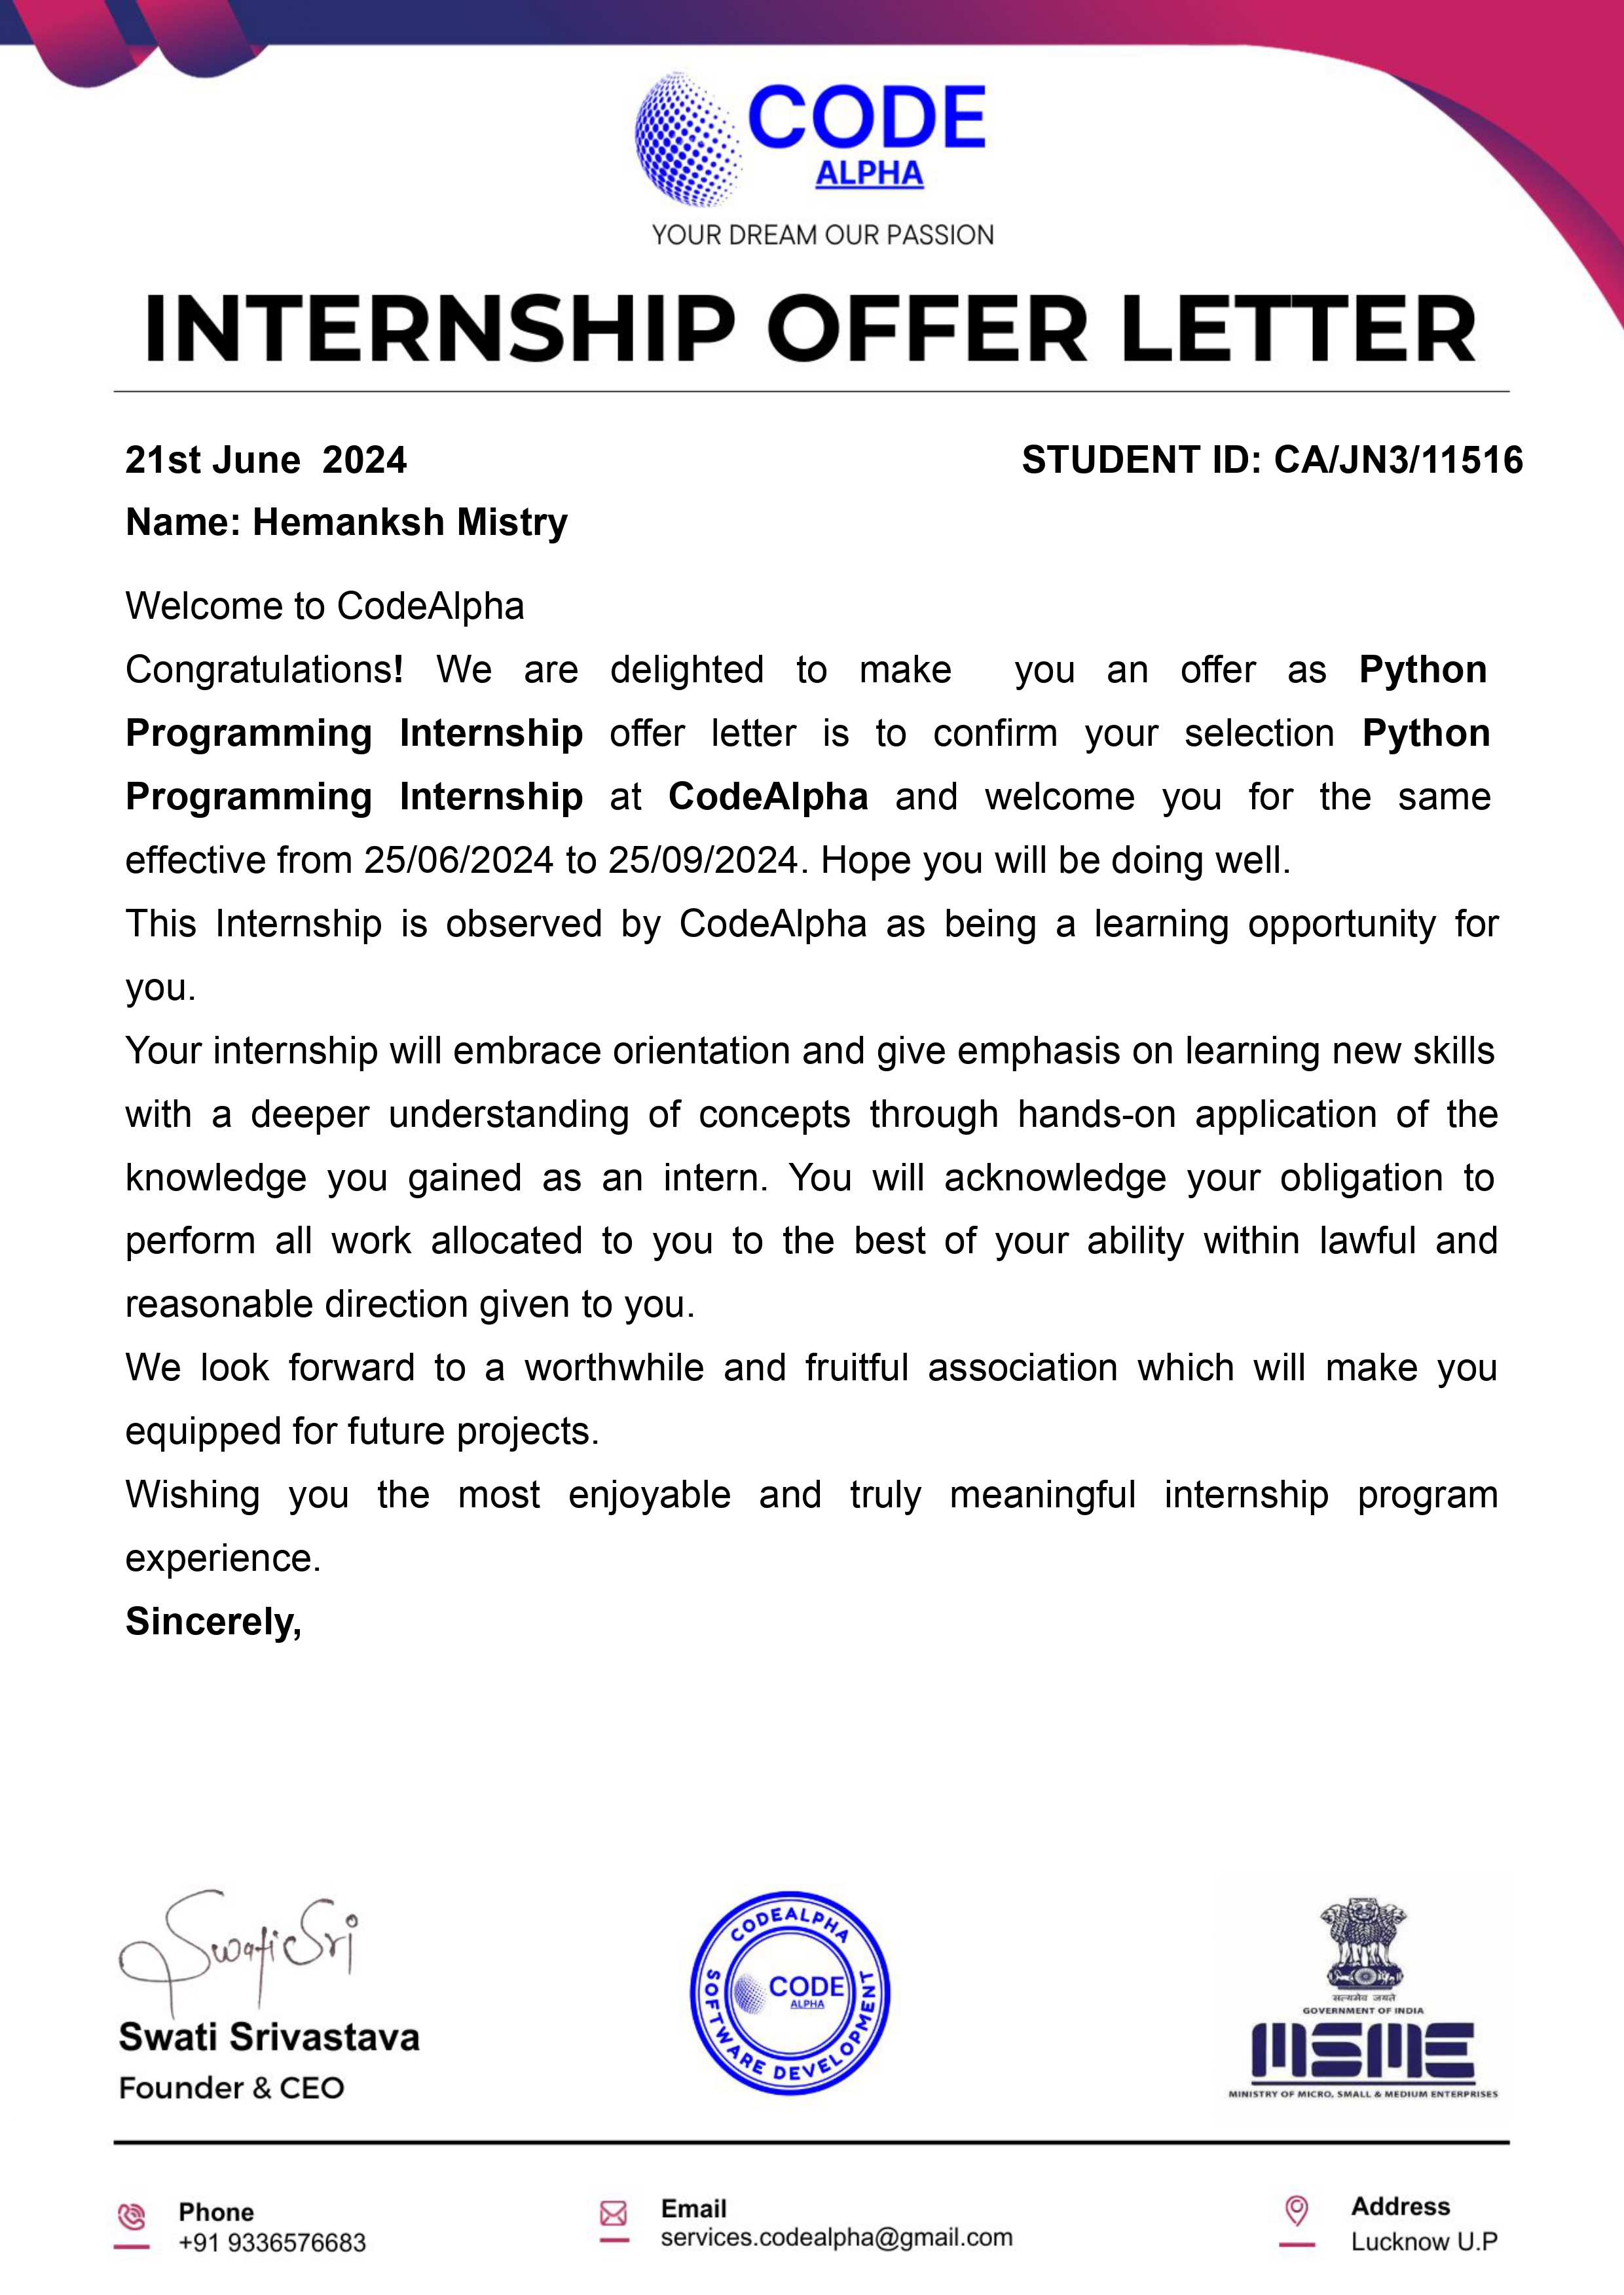 CODE
ALPHA
YOUR DREAM OUR PASSION
INTERNSHIP OFFER LETTER
21st June 2024 STUDENT ID: CA/JN3/11516
Name: Hemanksh Mistry
Welcome to CodeAlpha
Congratulations! We are delighted to make you an offer as Python
Programming Internship offer letter is to confirm your selection Python
Programming Internship at CodeAlpha and welcome you for the same
effective from 25/06/2024 to 25/09/2024. Hope you will be doing well.
This Internship is observed by CodeAlpha as being a learning opportunity for
you.
Your internship will embrace orientation and give emphasis on learning new skills
with a deeper understanding of concepts through hands-on application of the
knowledge you gained as an intern. You will acknowledge your obligation to
perform all work allocated to you to the best of your ability within lawful and
reasonable direction given to you.
We look forward to a worthwhile and fruitful association which will make you
equipped for future projects.
Wishing you the most enjoyable and truly meaningful internship program
experience.
Sincerely,
Swati Sri
Swati Srivastava
Founder & CEO
CODEALPHA
SOFTWARE DEVELOPMENT
CODE
ALPHA
सत्यमेव जयते
GOVERNMENT OF INDIA
MSME
MINISTRY OF MICRO, SMALL & MEDIUM ENTERPRISES
Phone
+91 9336576683
Email
services.codealpha@gmail.com
Address
Lucknow U.P